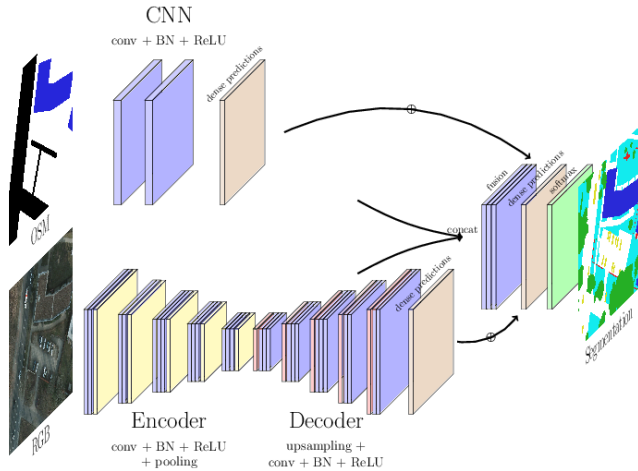 CNN
conv + BN + ReLU
dense predictions
OSM
fusion
dense predictions
softmax
concat
Segmentation
dense predictions
RGB
Encoder
conv + BN + ReLU
+ pooling
Decoder
upsampling +
conv + BN + ReLU